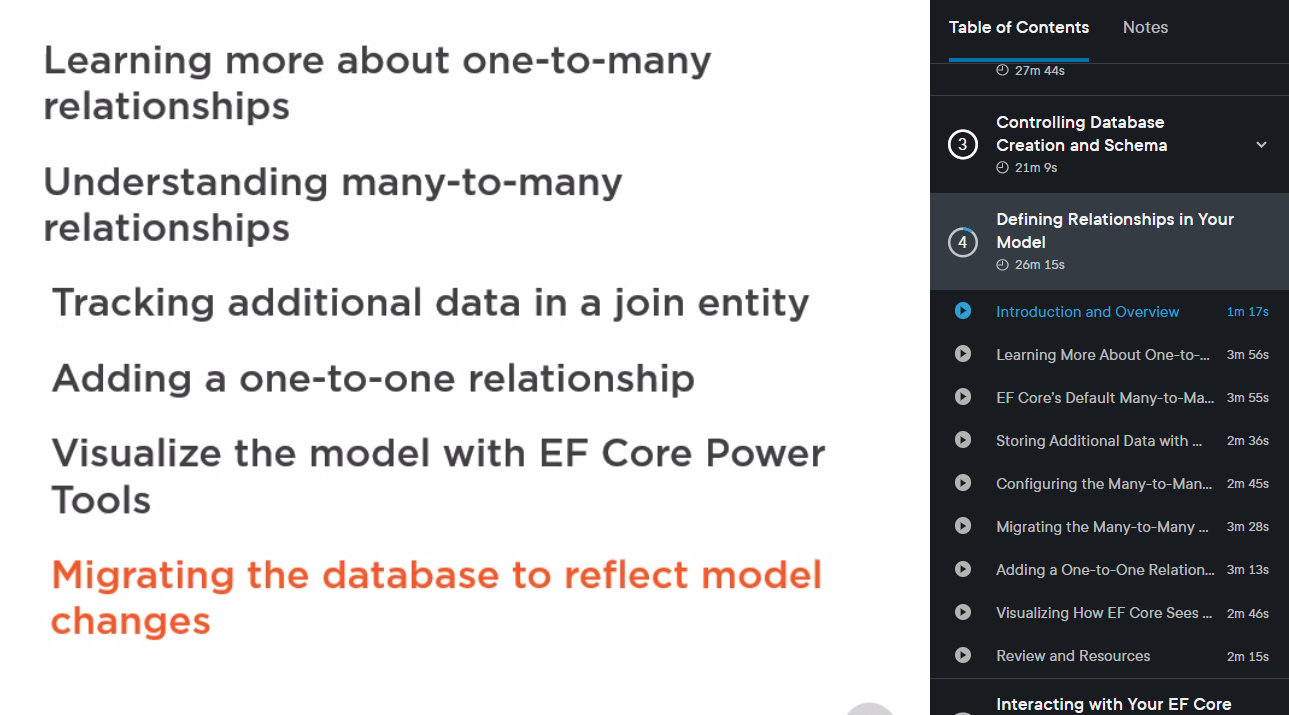 Learning more about one-to-many
relationships
Understanding many-to-many
relationships
Tracking additional data in a join entity
Adding a one-to-one relationship
Visualize the model with EF Core Power
Tools
Migrating the database to reflect model
changes
Table of Contents
Notes
27m 44s
3
Controlling Database
Creation and Schema
21m 9s
4
Defining Relationships in Your
Model
26m 15s
Introduction and Overview 1m 17s
Learning More About One-to-... 3m 56s
EF Core's Default Many-to-Ma... 3m 55s
Storing Additional Data with ... 2m 36s
Configuring the Many-to-Man... 2m 45s
Migrating the Many-to-Many ... 3m 28s
Adding a One-to-One Relation... 3m 13s
Visualizing How EF Core Sees ... 2m 46s
Review and Resources 2m 15s
Interacting with Your EF Core